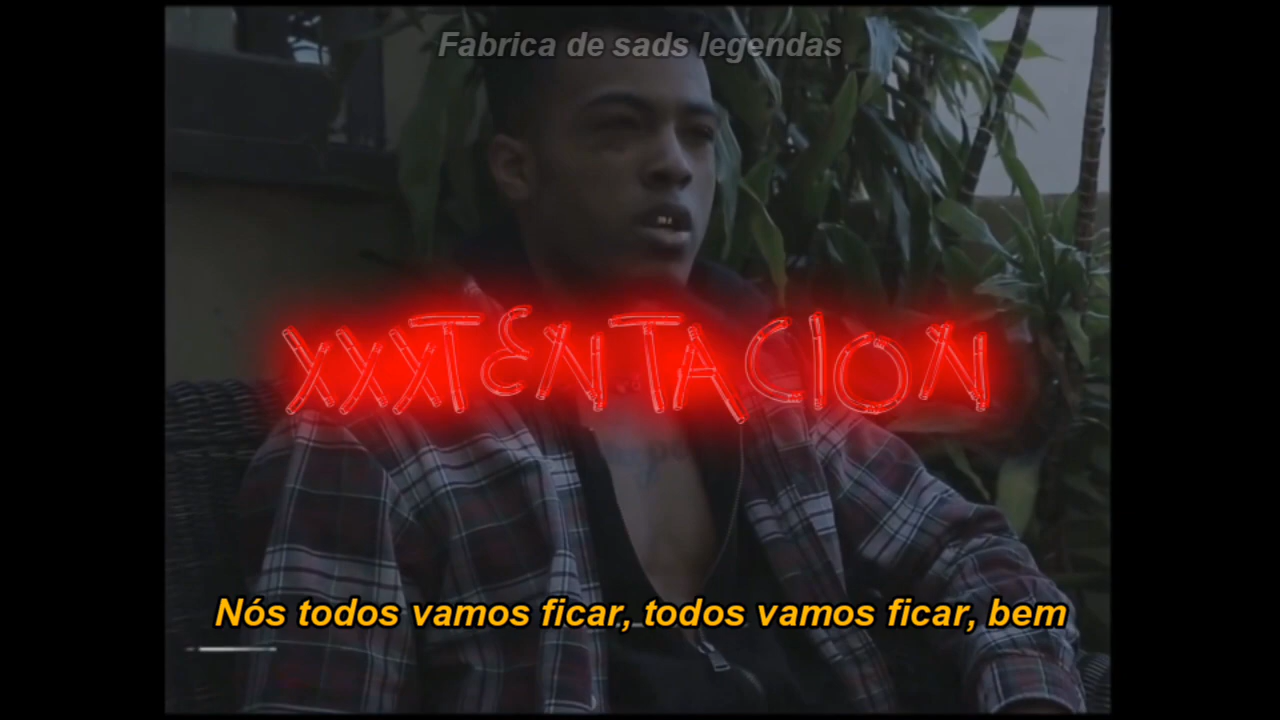 Fabrica de sads legendas
XXXTENTACION
Nós todos vamos ficar, todos vamos ficar, bem